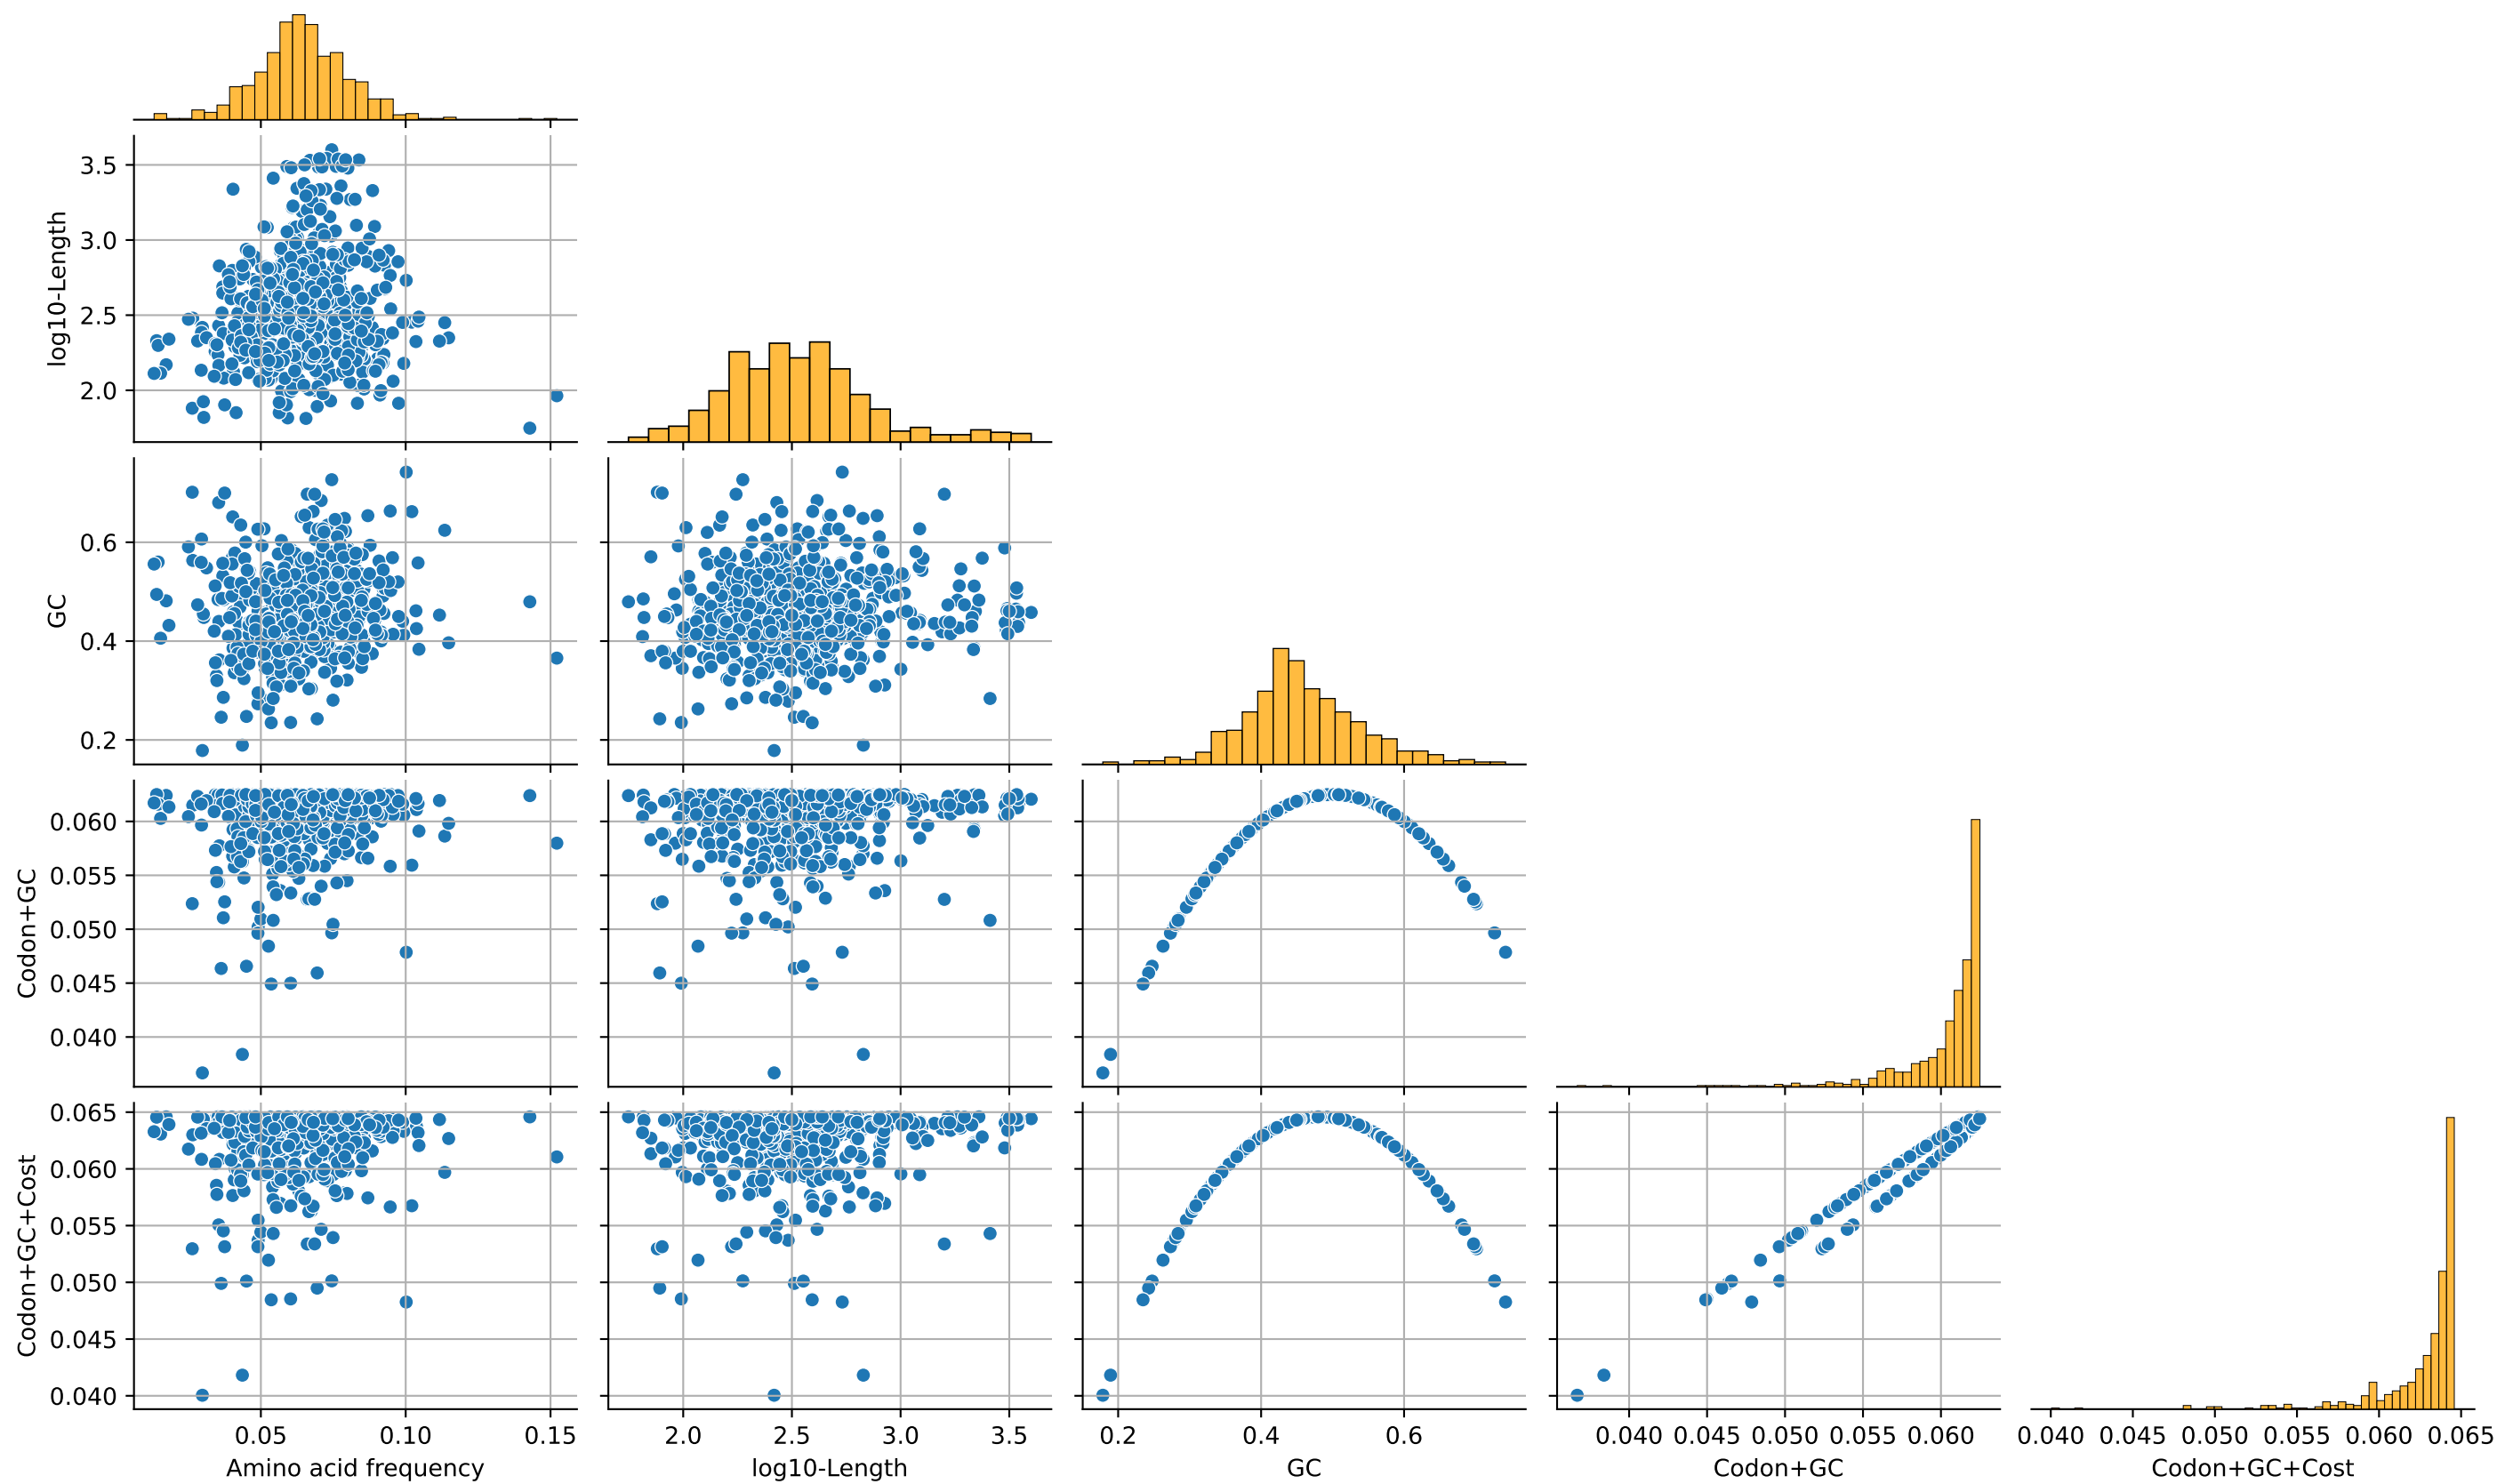 3.5
3.0
2.5
2.0
log10-Length
0.6
0.4
0.2
GC
0.060
0.055
0.050
0.045
0.040
Codon+GC
0.065
0.060
0.055
0.050
0.045
0.040
Codon+GC+Cost
0.05 0.10 0.15
Amino acid frequency
2.0 2.5 3.0 3.5
log10-Length
0.2 0.4 0.6
GC
0.040 0.045 0.050 0.055 0.060
Codon+GC
0.040 0.045 0.050 0.055 0.060 0.065
Codon+GC+Cost